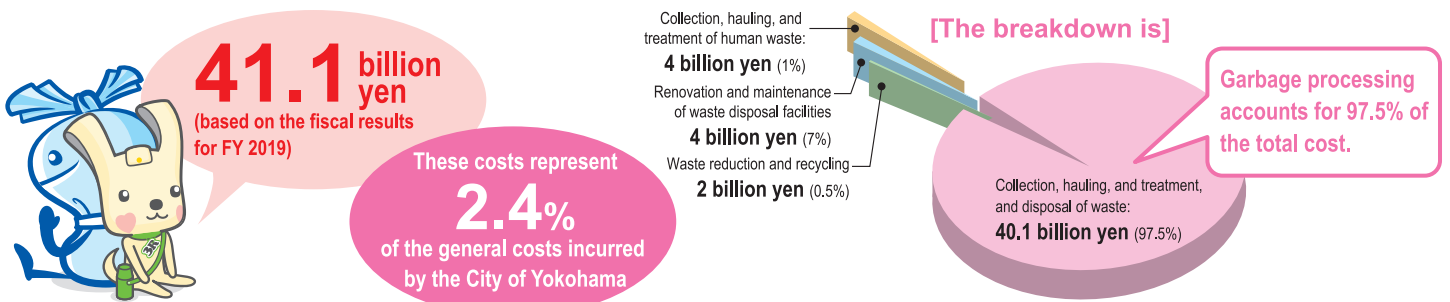 41.1 billion
yen
(based on the fiscal results
for FY 2019)
These costs represent
2.4%
of the general costs incurred
by the City of Yokohama
3R
[The breakdown is]
Collection, hauling, and
treatment of human waste:
4 billion yen (1%)
Renovation and maintenance
of waste disposal facilities
4 billion yen (7%)
Waste reduction and recycling
2 billion yen (0.5%)
Garbage processing
accounts for 97.5% of
the total cost.
Collection, hauling, and treatment,
and disposal of waste:
40.1 billion yen (97.5%)